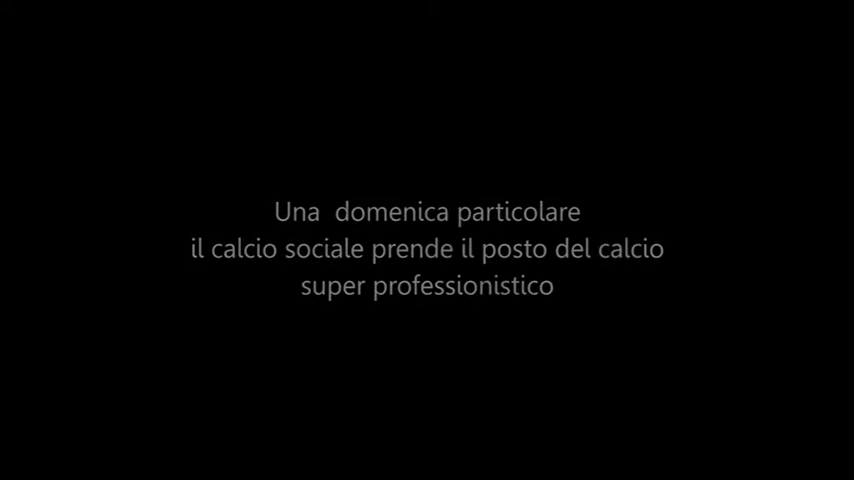 Una  domenica particolare
il calcio sociale prende il posto del calcio
super professionistico